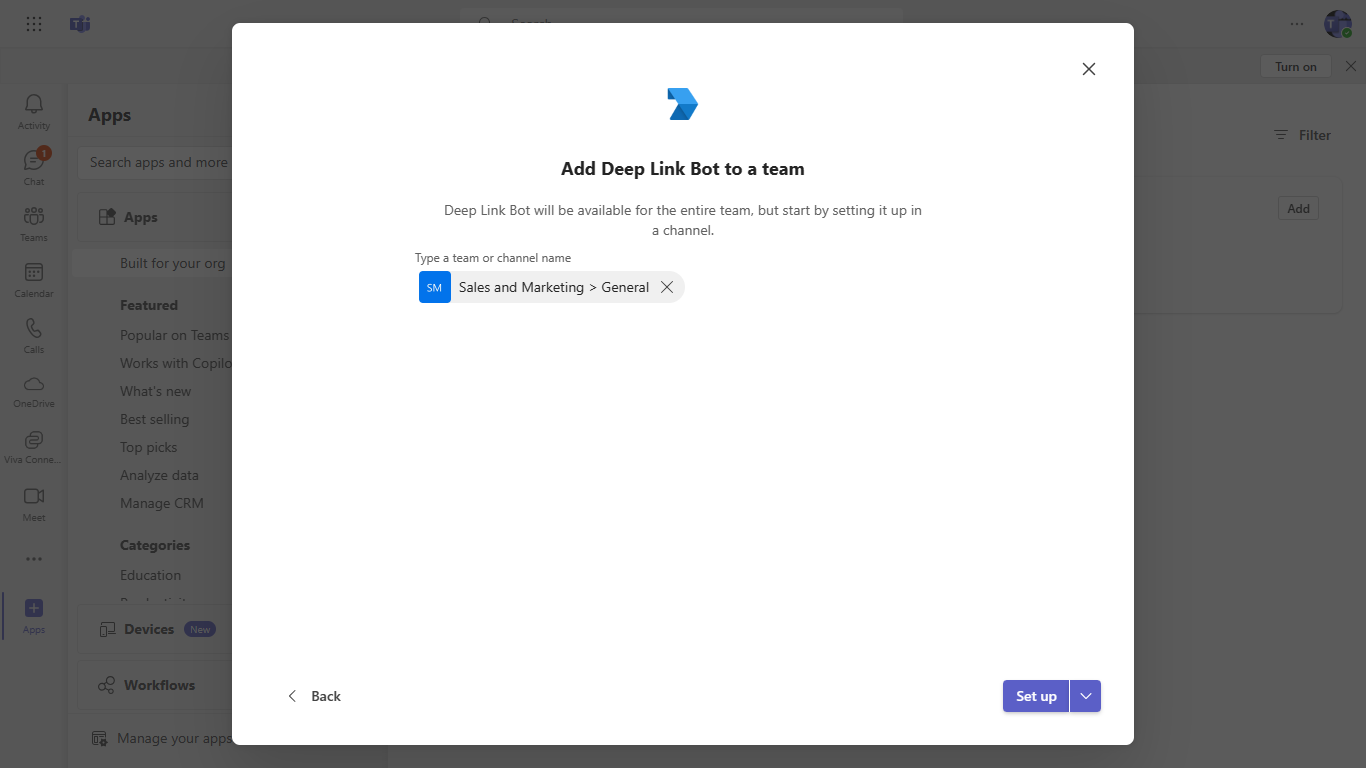 Search
Turn on
Activity
1
Chat
Teams
Calendar
Calls
OneDrive
Viva Conne...
Meet
Apps
Apps
Search apps and more
Apps
Built for your org
Featured
Popular on Teams
Works with Copilo
What's new
Best selling
Top picks
Analyze data
Manage CRM
Categories
Education
Devices New
Workflows
Manage your apps
Filter
Add
Add Deep Link Bot to a team
Deep Link Bot will be available for the entire team, but start by setting it up in
a channel.
Type a team or channel name
SM Sales and Marketing > General
Back
Set up